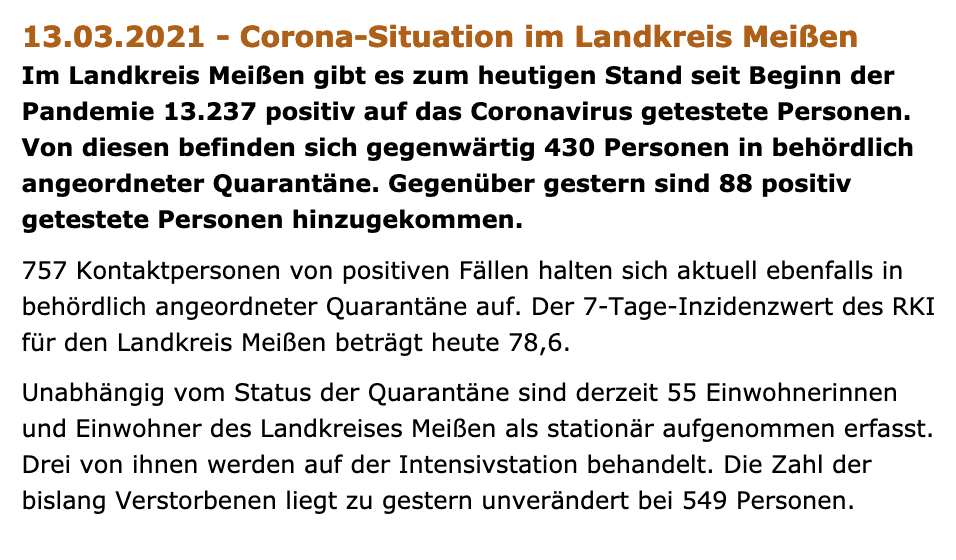 13.03.2021 - Corona-Situation im Landkreis Meißen
Im Landkreis Meißen gibt es zum heutigen Stand seit Beginn der
Pandemie 13.237 positiv auf das Coronavirus getestete Personen.
Von diesen befinden sich gegenwärtig 430 Personen in behördlich
angeordneter Quarantäne. Gegenüber gestern sind 88 positiv
getestete Personen hinzugekommen.
757 Kontaktpersonen von positiven Fällen halten sich aktuell ebenfalls in
behördlich angeordneter Quarantäne auf. Der 7-Tage-Inzidenzwert des RKI
für den Landkreis Meißen beträgt heute 78,6.
Unabhängig vom Status der Quarantäne sind derzeit 55 Einwohnerinnen
und Einwohner des Landkreises Meißen als stationär aufgenommen erfasst.
Drei von ihnen werden auf der Intensivstation behandelt. Die Zahl der
bislang Verstorbenen liegt zu gestern unverändert bei 549 Personen.